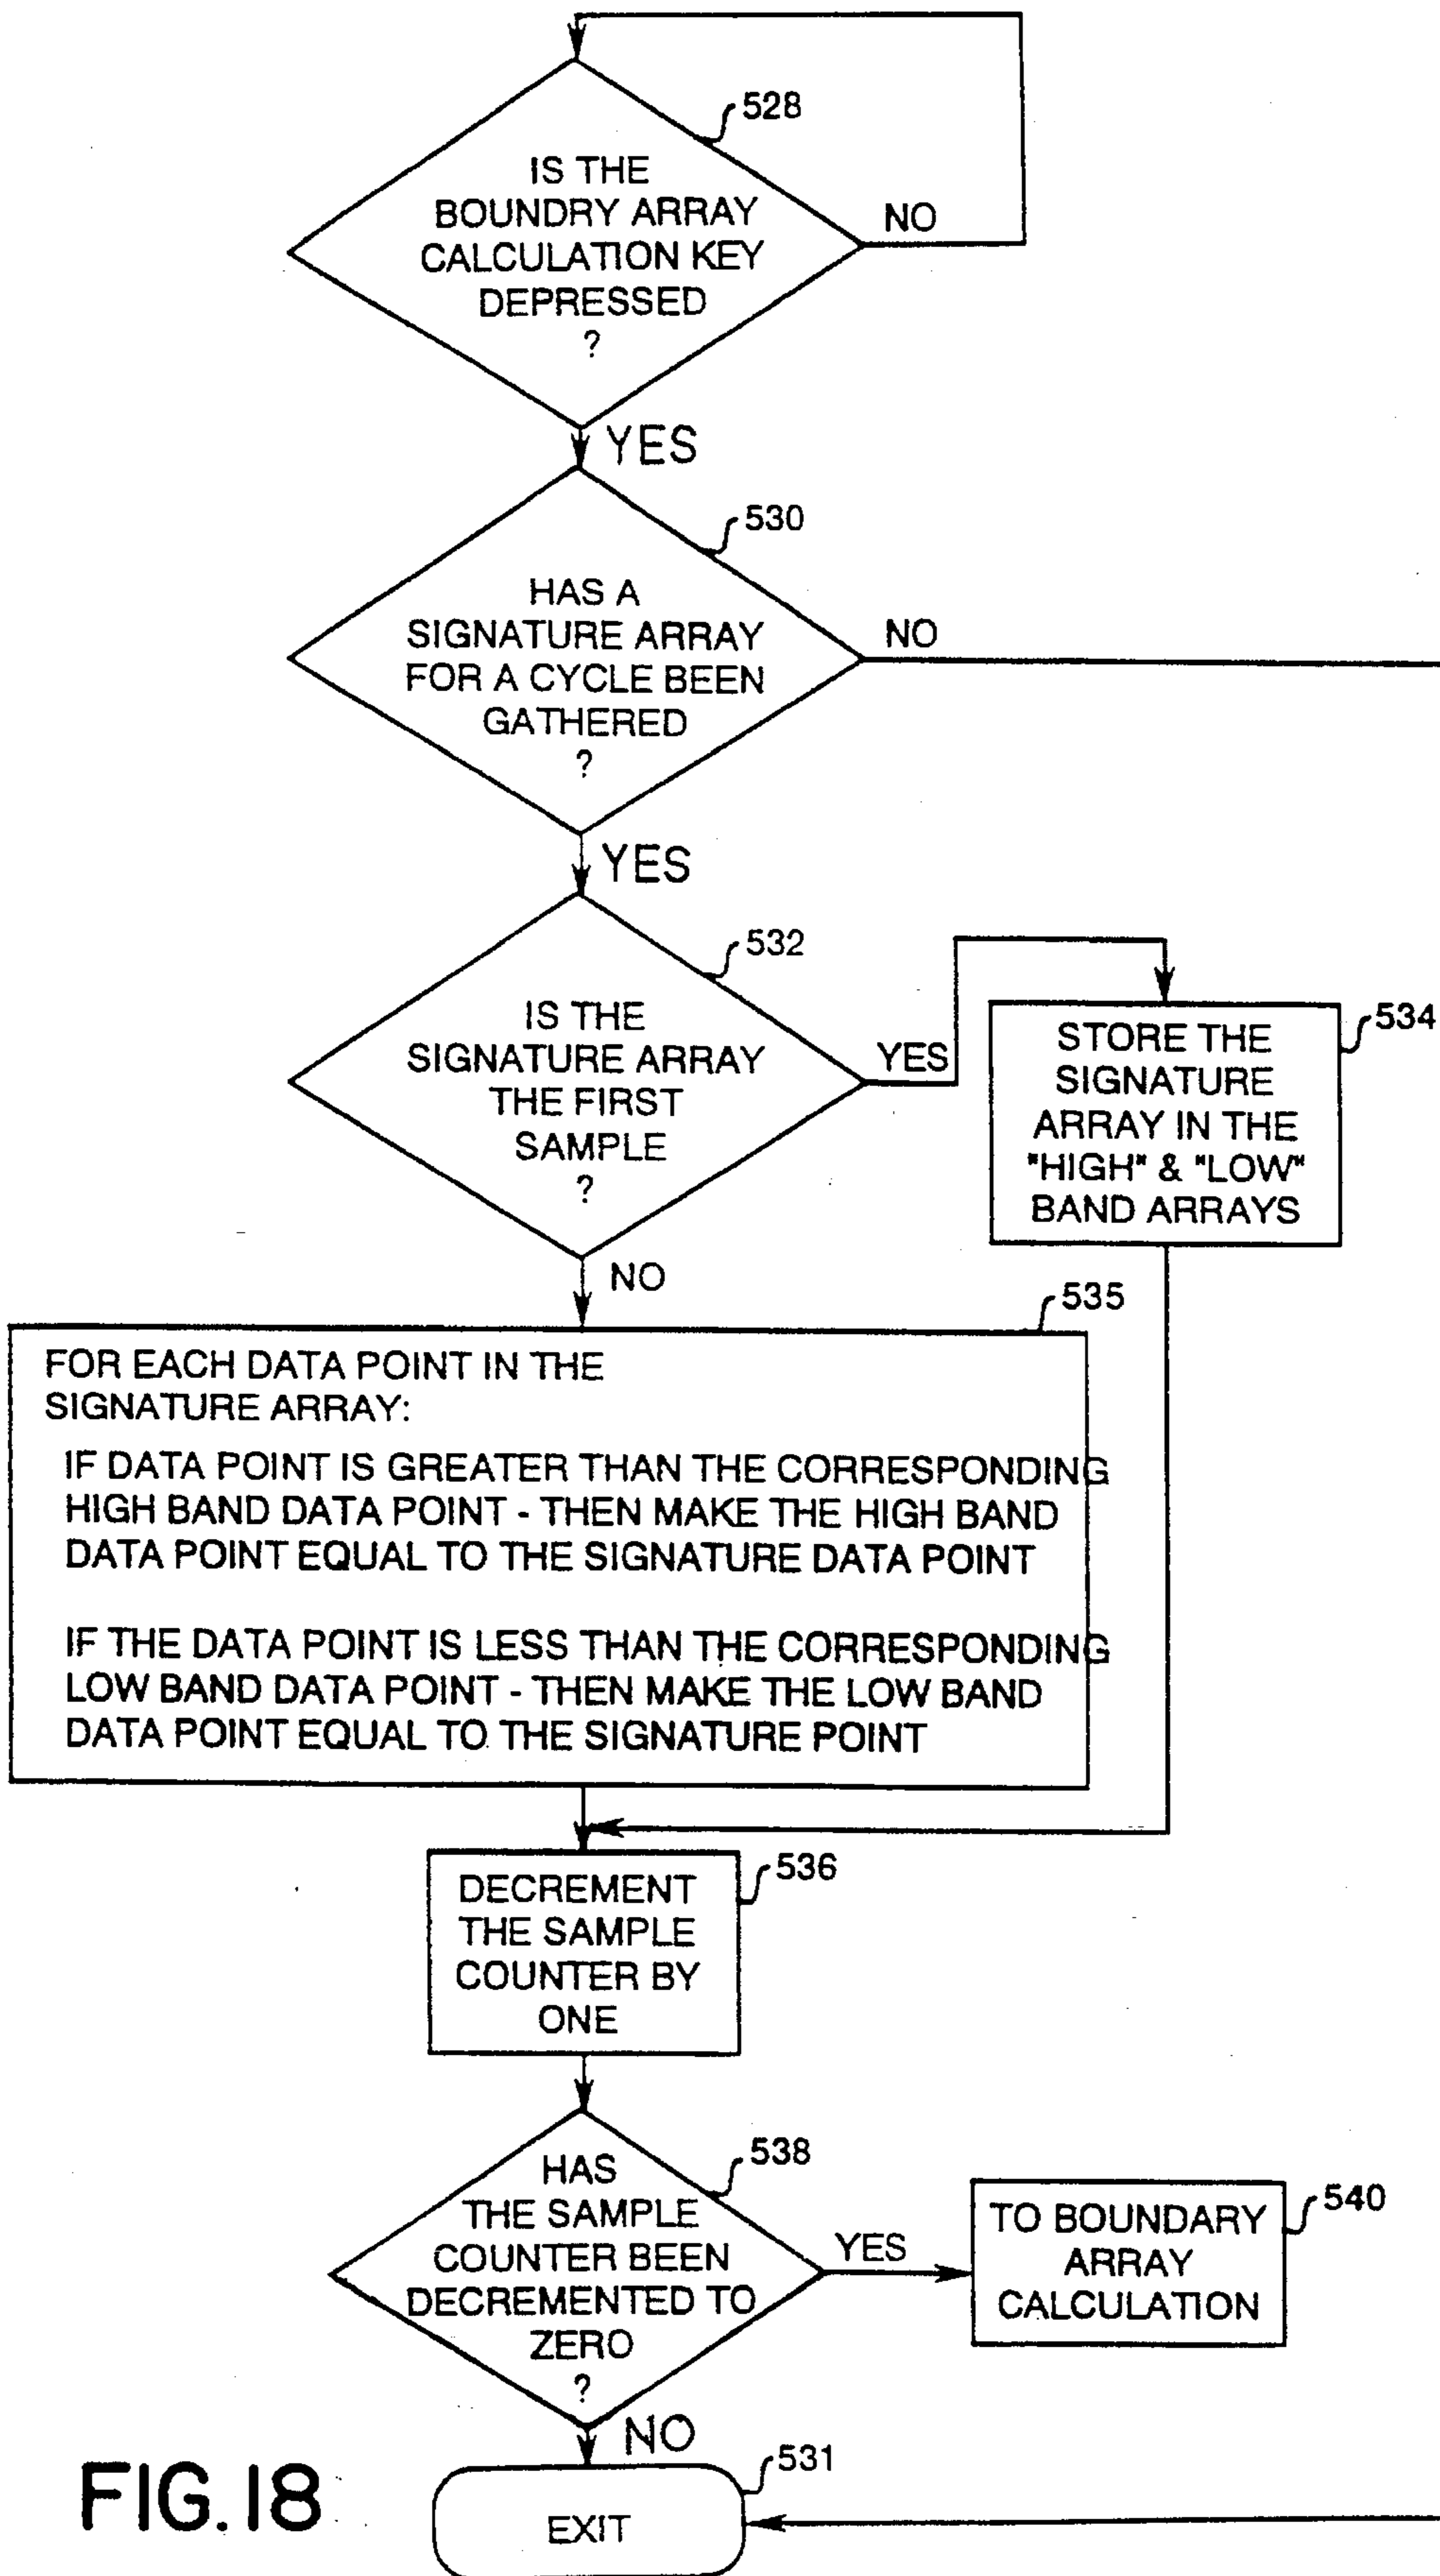 528
IS THE
BOUNDRY ARRAY
CALCULATION KEY
DEPRESSED
?
NO
YES
530
HAS A
SIGNATURE ARRAY
FOR A CYCLE BEEN
GATHERED
?
NO
YES
532
IS THE
SIGNATURE ARRAY
THE FIRST
SAMPLE
?
YES
534
STORE THE
SIGNATURE
ARRAY IN THE
"HIGH" & "LOW"
BAND ARRAYS
NO
535
FOR EACH DATA POINT IN THE
SIGNATURE ARRAY:
IF DATA POINT IS GREATER THAN THE CORRESPONDING
HIGH BAND DATA POINT - THEN MAKE THE HIGH BAND
DATA POINT EQUAL TO THE SIGNATURE DATA POINT
IF THE DATA POINT IS LESS THAN THE CORRESPONDING
LOW BAND DATA POINT - THEN MAKE THE LOW BAND
DATA POINT EQUAL TO THE SIGNATURE POINT
536
DECREMENT
THE SAMPLE
COUNTER BY
ONE
538
HAS
THE SAMPLE
COUNTER BEEN
DECREMENTED TO
ZERO
?
YES
540
TO BOUNDARY
ARRAY
CALCULATION
NO
531
EXIT
FIG. 18